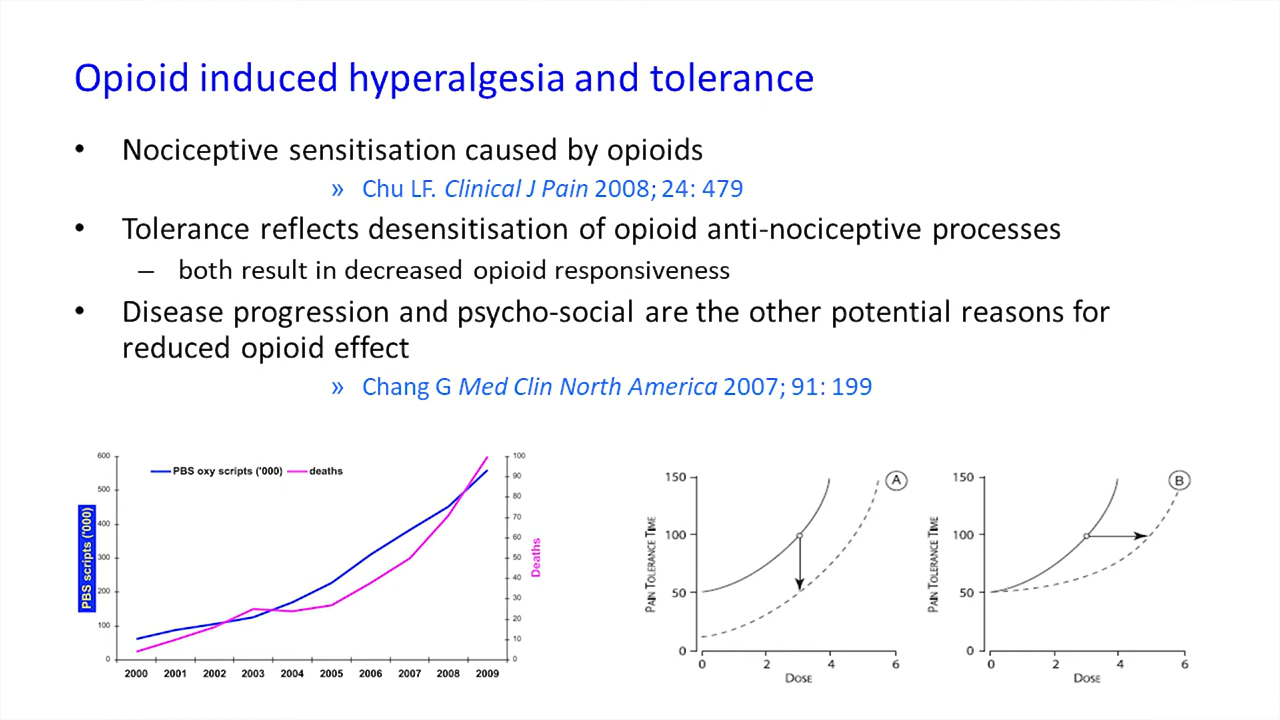 Opioid induced hyperalgesia and tolerance
• Nociceptive sensitisation caused by opioids
» Chu LF. Clinical J Pain 2008; 24: 479
• Tolerance reflects desensitisation of opioid anti-nociceptive processes
– both result in decreased opioid responsiveness
• Disease progression and psycho-social are the other potential reasons for
reduced opioid effect
» Chang G Med Clin North America 2007; 91: 199
PBS oxy scripts ('000) deaths
PBS scripts ('000)
600
500
400
300
200
100
0
100
90
80
70
60
50
40
30
20
10
0
Deaths
2000 2001 2002 2003 2004 2005 2006 2007 2008 2009
A
PAIN TOLERANCE TIME
150
100
50
0
0 2 4 6
DOSE
B
PAIN TOLERANCE TIME
150
100
50
0
0 2 4 6
DOSE